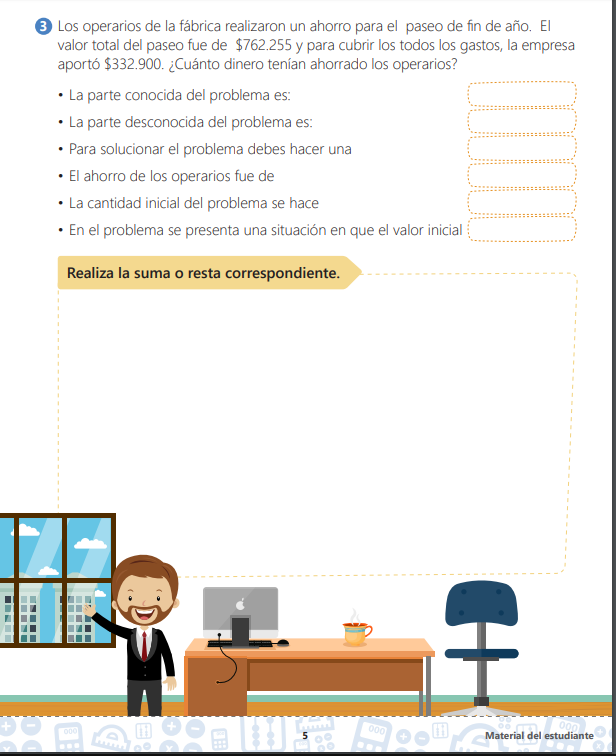 3 Los operarios de la fábrica realizaron un ahorro para el paseo de fin de año. El
valor total del paseo fue de $762.255 y para cubrir los todos los gastos, la empresa
aportó $332.900. ¿Cuánto dinero tenían ahorrado los operarios?
• La parte conocida del problema es:
• La parte desconocida del problema es:
• Para solucionar el problema debes hacer una
• El ahorro de los operarios fue de
• La cantidad inicial del problema se hace
• En el problema se presenta una situación en que el valor inicial
Realiza la suma o resta correspondiente.
5
Material del estudiante